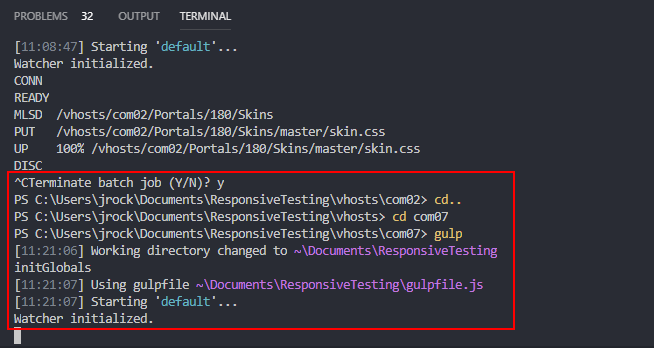 PROBLEMS 32 OUTPUT TERMINAL
[11:08:47] Starting 'default'...
Watcher initialized.
CONN
READY
MLSD  /vhosts/com02/Portals/180/Skins
PUT   /vhosts/com02/Portals/180/Skins/master/skin.css
UP    100% /vhosts/com02/Portals/180/Skins/master/skin.css
DISC
^CTerminate batch job (Y/N)? y
PS C:\Users\jrock\Documents\ResponsiveTesting\vhosts\com02> cd..
PS C:\Users\jrock\Documents\ResponsiveTesting\vhosts> cd com07
PS C:\Users\jrock\Documents\ResponsiveTesting\vhosts\com07> gulp
[11:21:06] Working directory changed to ~\Documents\ResponsiveTesting
initGlobals
[11:21:07] Using gulpfile ~\Documents\ResponsiveTesting\gulpfile.js
[11:21:07] Starting 'default'...
Watcher initialized.